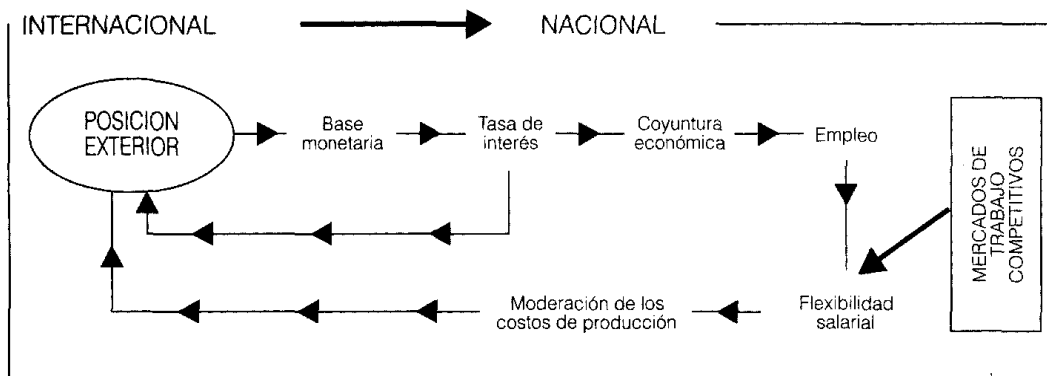 INTERNACIONAL
NACIONAL
POSICION
EXTERIOR
Base
monetaria
Tasa de
interés
Coyuntura
económica
Empleo
MERCADOS DE
TRABAJO
COMPETITIVOS
Moderación de los
costos de producción
Flexibilidad
salarial